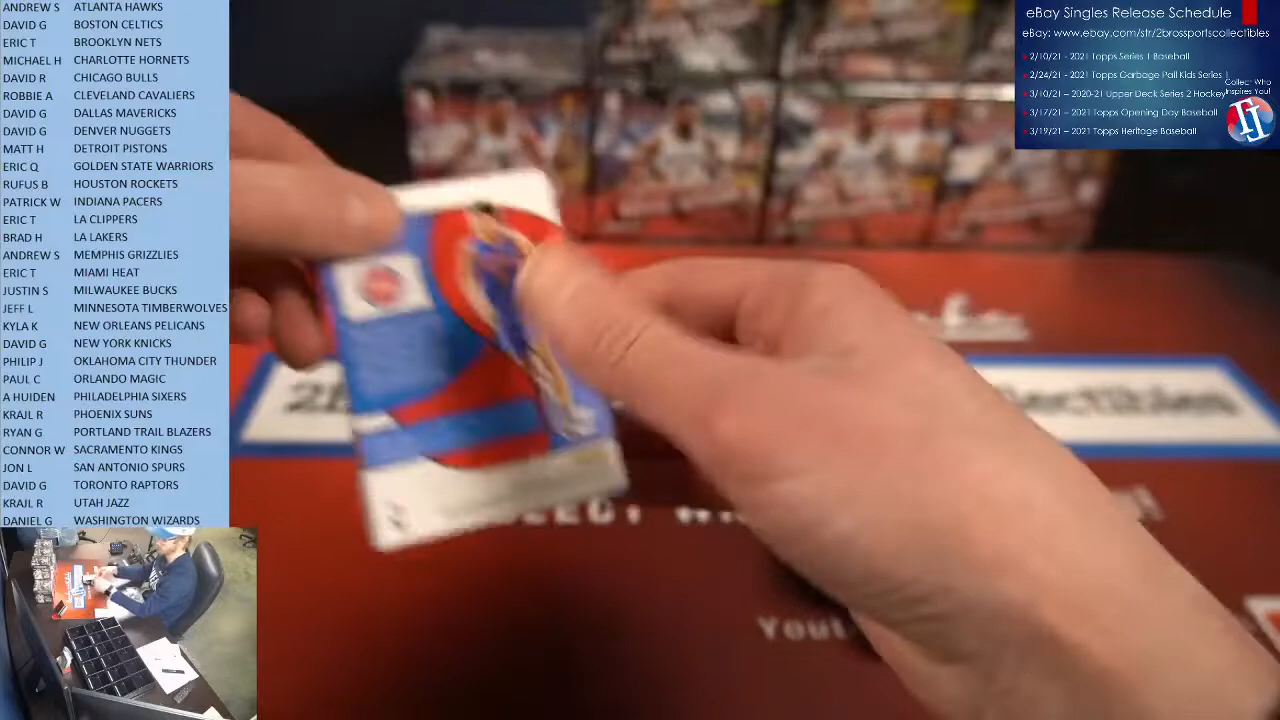 ANDREW S ATLANTA HAWKS
DAVID G BOSTON CELTICS
ERIC T BROOKLYN NETS
MICHAEL H CHARLOTTE HORNETS
DAVID R CHICAGO BULLS
ROBBIE A CLEVELAND CAVALIERS
DAVID G DALLAS MAVERICKS
DAVID G DENVER NUGGETS
MATT H DETROIT PISTONS
ERIC Q GOLDEN STATE WARRIORS
RUFUS B HOUSTON ROCKETS
PATRICK W INDIANA PACERS
ERIC T LA CLIPPERS
BRAD H LA LAKERS
ANDREW S MEMPHIS GRIZZLIES
ERIC T MIAMI HEAT
JUSTIN S MILWAUKEE BUCKS
JEFF L MINNESOTA TIMBERWOLVES
KYLA K NEW ORLEANS PELICANS
DAVID G NEW YORK KNICKS
PHILIP J OKLAHOMA CITY THUNDER
PAUL C ORLANDO MAGIC
A HUIDEN PHILADELPHIA SIXERS
KRAIL R PHOENIX SUNS
RYAN G PORTLAND TRAIL BLAZERS
CONNOR W SACRAMENTO KINGS
JON L SAN ANTONIO SPURS
DAVID G TORONTO RAPTORS
KRAIL R UTAH JAZZ
DANIEL G WASHINGTON WIZARDS
eBay Singles Release Schedule
eBay: www.ebay.com/str/2brossportscollectibles
2/10/21 - 2021 Topps Series 1 Baseball
2/24/21 - 2021 Topps Garbage Pail Kids Series 1
3/10/21 – 2020-21 Upper Deck Series 2 Hockey
3/17/21 – 2021 Topps Opening Day Baseball
3/19/21 – 2021 Topps Heritage Baseball
Collect Who
Inspires You!